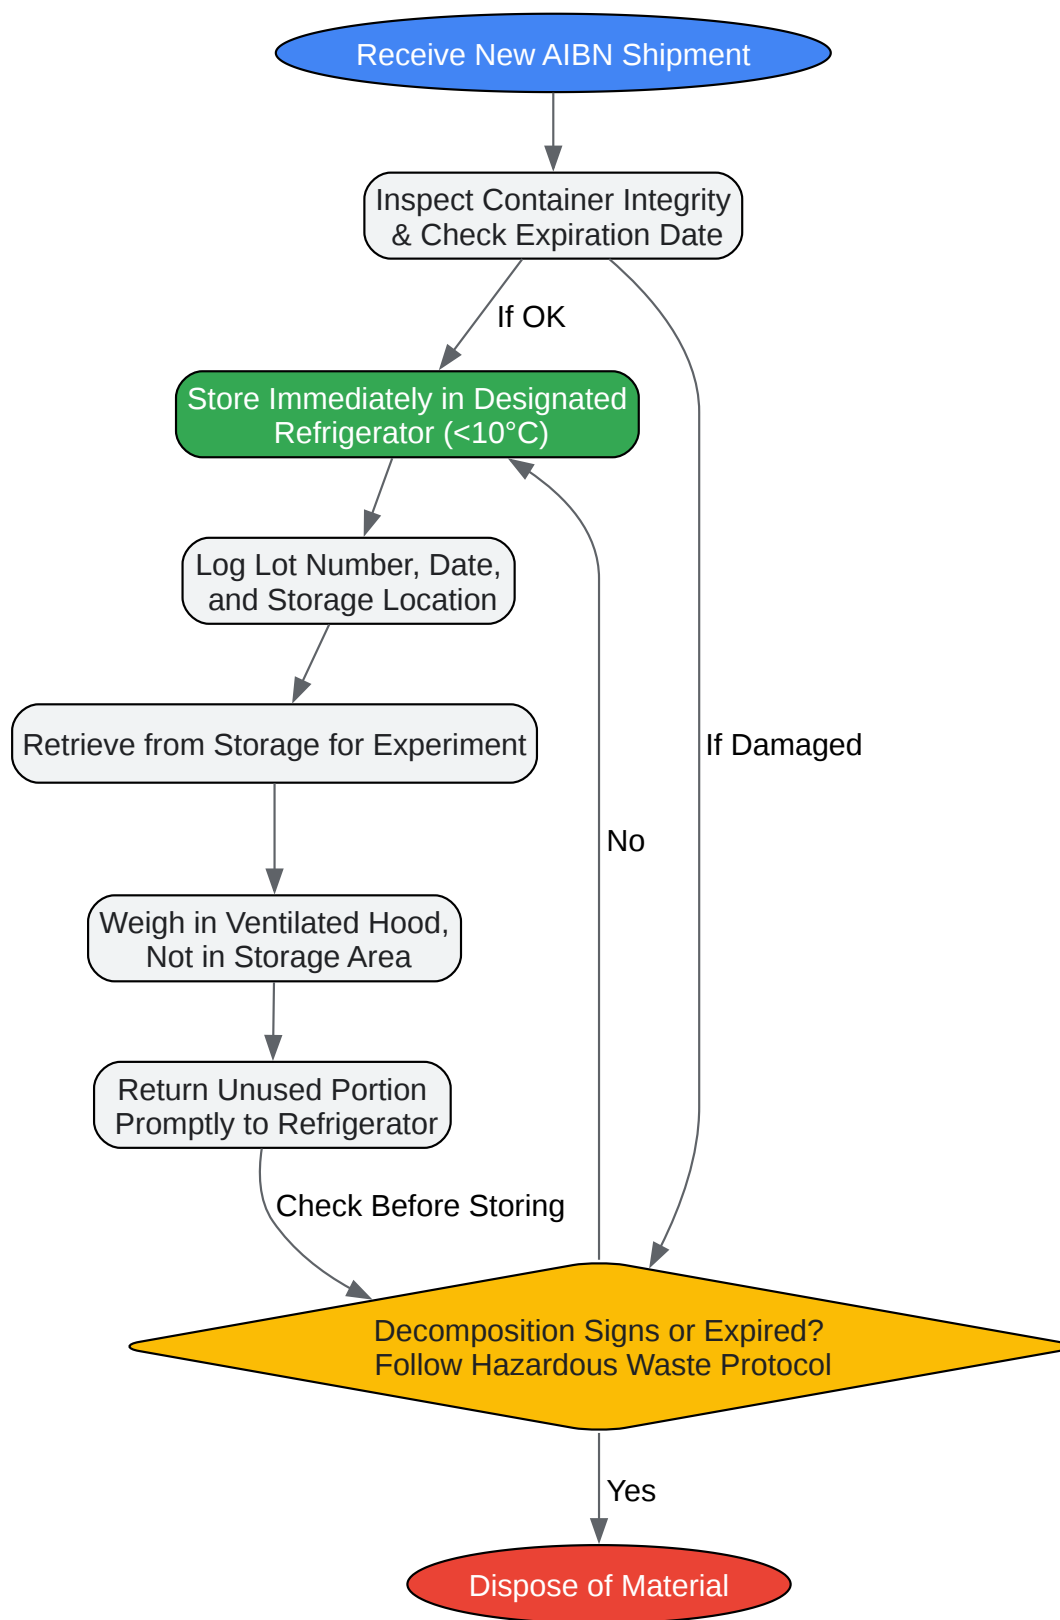 Receive New AIBN Shipment
Inspect Container Integrity
& Check Expiration Date
If OK
Store Immediately in Designated
Refrigerator (<10°C)
Log Lot Number, Date,
and Storage Location
Retrieve from Storage for Experiment
If Damaged
No
Weigh in Ventilated Hood,
Not in Storage Area
Return Unused Portion
Promptly to Refrigerator
Check Before Storing
Decomposition Signs or Expired?
Follow Hazardous Waste Protocol
Yes
Dispose of Material